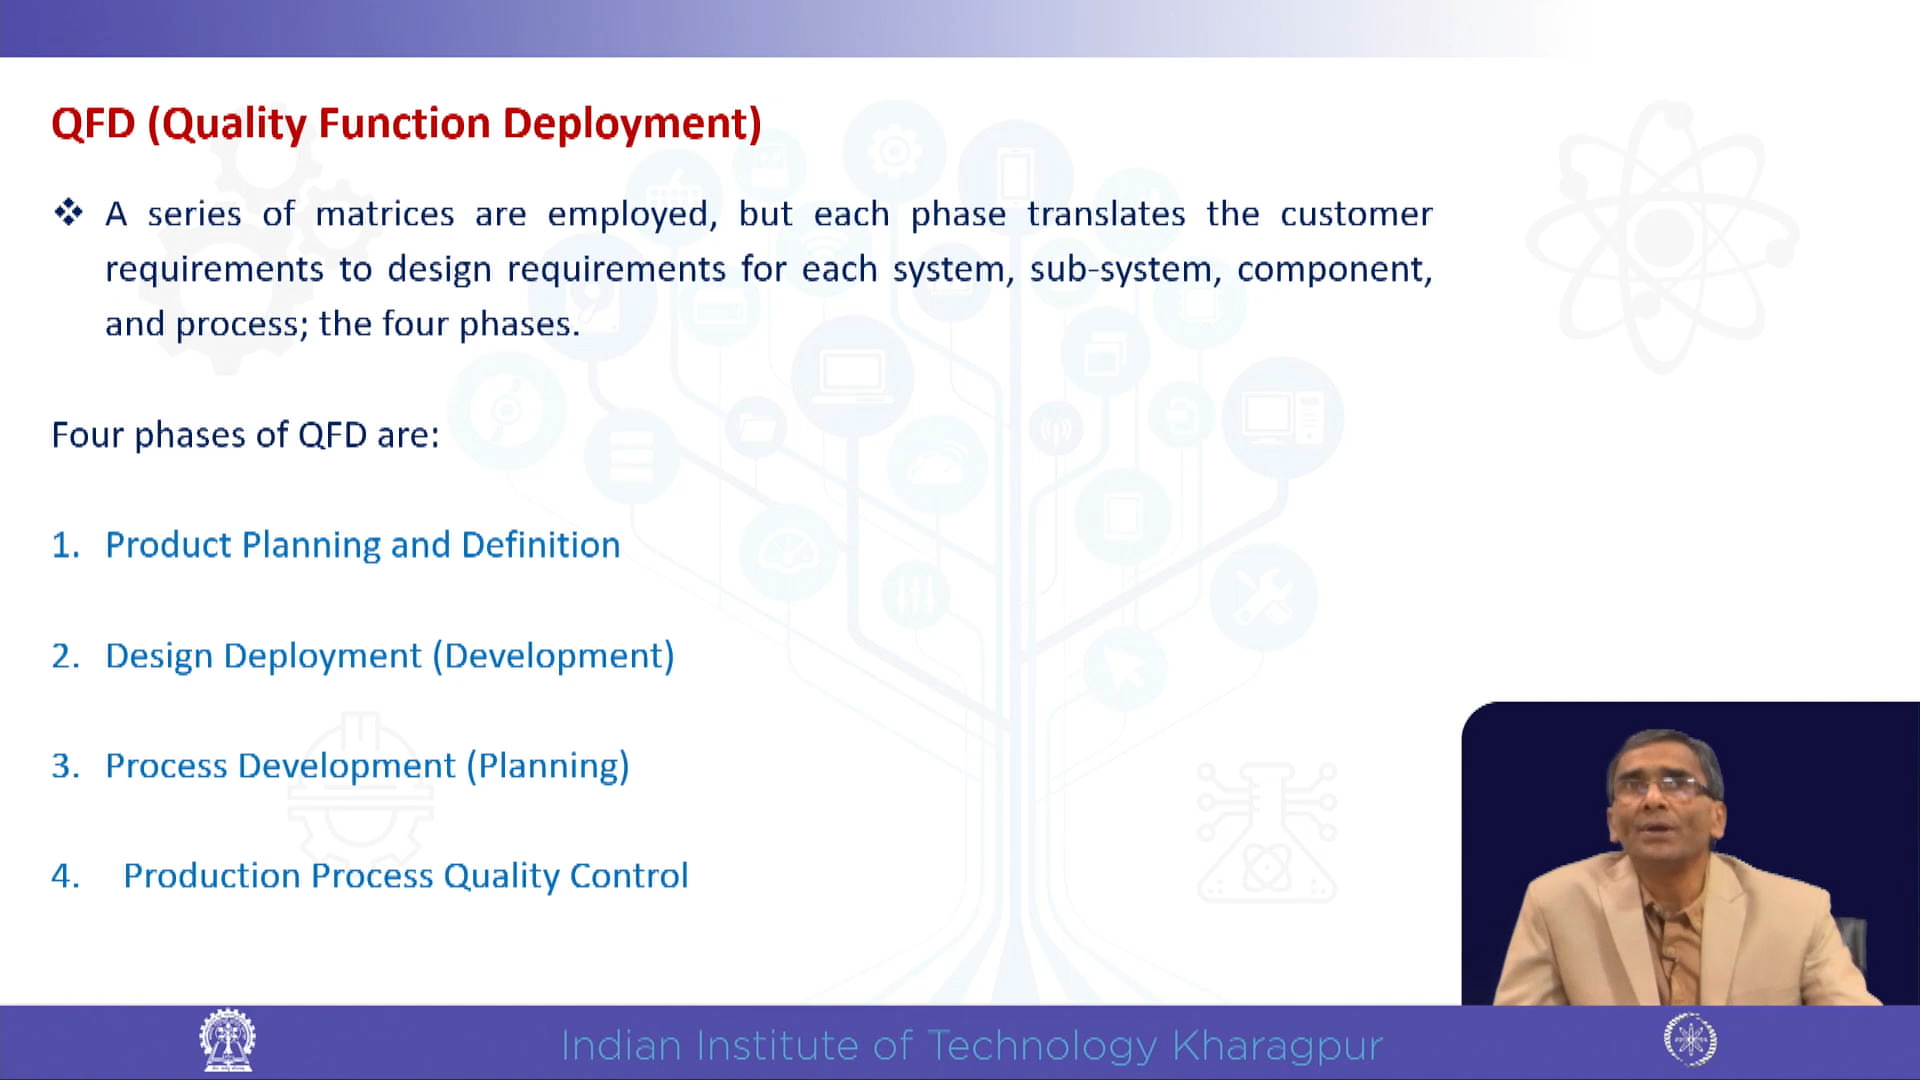 QFD (Quality Function Deployment)
❖ A series of matrices are employed, but each phase translates the customer
requirements to design requirements for each system, sub-system, component,
and process; the four phases.
Four phases of QFD are:
1. Product Planning and Definition
2. Design Deployment (Development)
3. Process Development (Planning)
4. Production Process Quality Control
Indian Institute of Technology Kharagpur